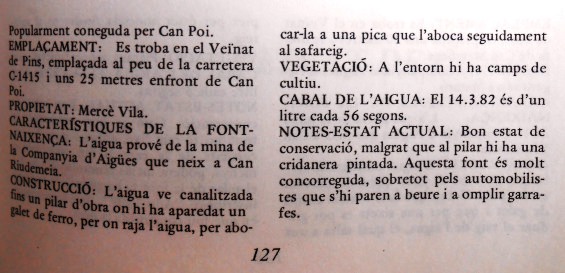 Popularment coneguda per Can Poi.
EMPLAÇAMENT: Es troba en el Veïnat
de Pins, emplaçada al peu de la carretera
C-1415 i uns 25 metres enfront de Can
Poi.
PROPIETAT: Mercè Vila.
CARACTERÍSTIQUES DE LA FONT-
NAIXENÇA: L'aigua prové de la mina de
la Companyia d'Aigües que neix a Can
Riudemeia.
CONSTRUCCIÓ: L'aigua ve canalitzada
fins un pilar d'obra on hi ha aparedat un
galet de ferro, per on raja l'aigua, per abo-
car-la a una pica que l'aboca seguidament
al safareig.
VEGETACIÓ: A l'entorn hi ha camps de
cultiu.
CABAL DE L'AIGUA: El 14.3.82 és d'un
litre cada 56 segons.
NOTES-ESTAT ACTUAL: Bon estat de
conservació, malgrat que al pilar hi ha una
cridanera pintada. Aquesta font és molt
concorreguda, sobretot pels automobilis-
tes que s'hi paren a beure i a omplir garra-
fes.
127